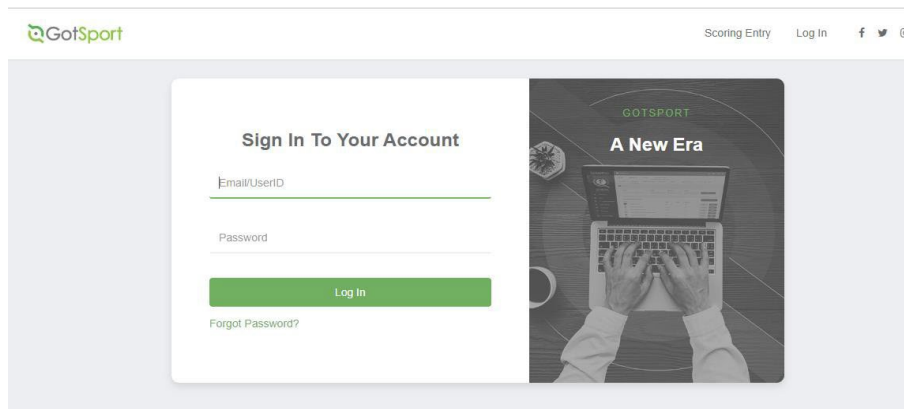 GotSport
Scoring Entry
Log In
GOTSPORT
Sign In To Your Account
A New Era
Email/UserID
Password
Log In
Forgot Password?